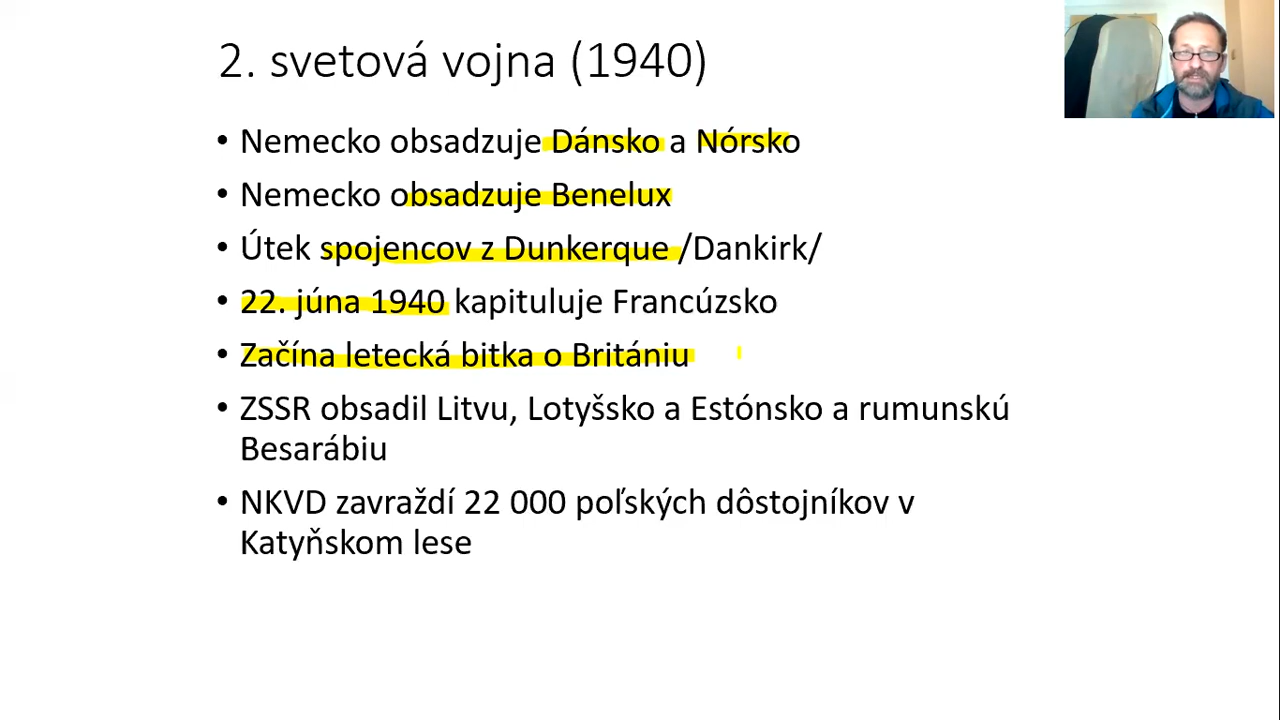 2. svetová vojna (1940)
• Nemecko obsadzuje Dánsko a Nórsko
• Nemecko obsadzuje Benelux
• Útek spojencov z Dunkerque /Dankirk/
• 22. júna 1940 kapituluje Francúzsko
• Začína letecká bitka o Britániu
• ZSSR obsadil Litvu, Lotyšsko a Estónsko a rumunskú
Besarábiu
• NKVD zavraždí 22 000 poľských dôstojníkov v
Katyňskom lese